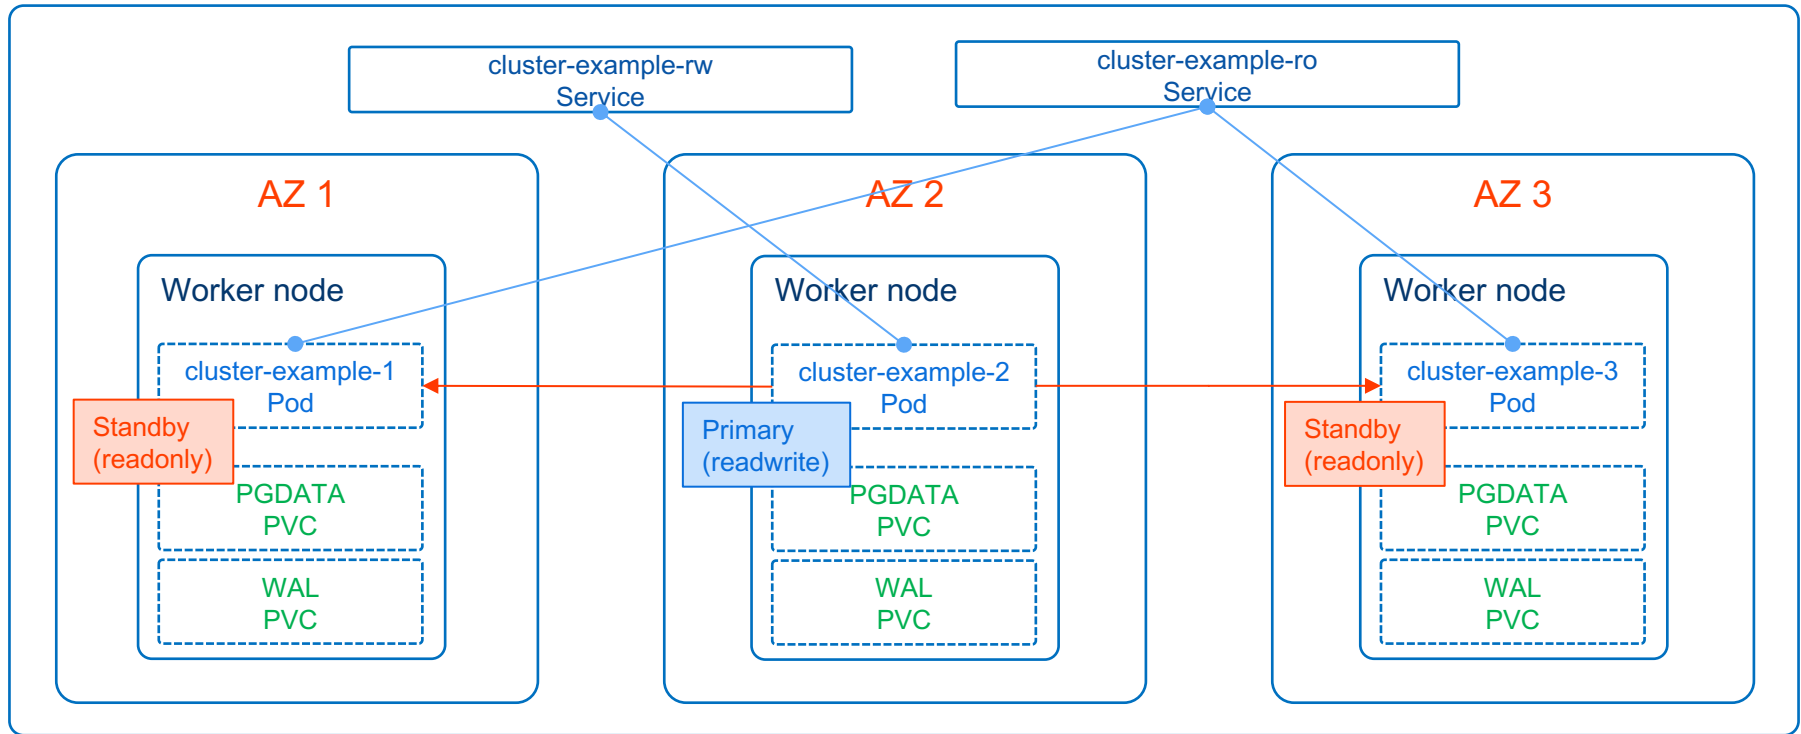 cluster-example-rw
Service
cluster-example-ro
Service
AZ 1
Worker node
cluster-example-1
Pod
Standby
(readonly)
PGDATA
PVC
WAL
PVC
AZ 2
Worker node
cluster-example-2
Pod
Primary
(readwrite)
PGDATA
PVC
WAL
PVC
AZ 3
Worker node
cluster-example-3
Pod
Standby
(readonly)
PGDATA
PVC
WAL
PVC